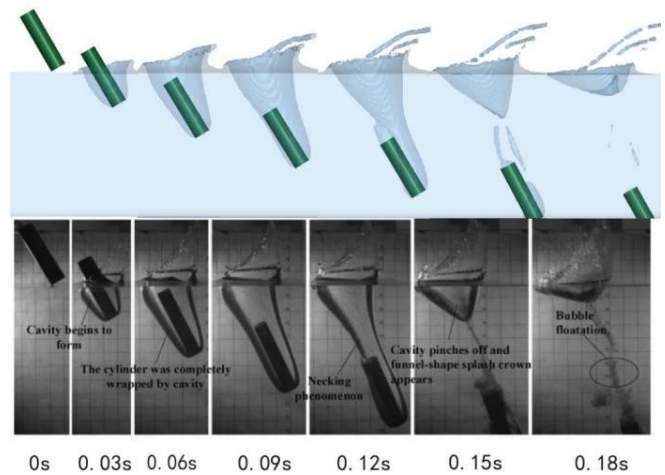 Cavity begins to
form
The cylinder was completely
wrapped by cavity
Necking
phenomenon
Cavity pinches off and
funnel-shape splash crown
appears
Bubble
floatation
0s 0.03s 0.06s 0.09s 0.12s 0.15s 0.18s